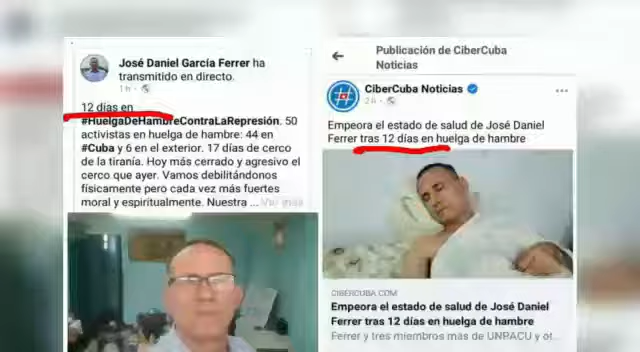 José Daniel García Ferrer ha
transmitido en directo.
1 h
12 días en
#HuelgaDeHambreContraLaRepresión. 50
activistas en huelga de hambre: 44 en
#Cuba y 6 en el exterior. 17 días de cerco
de la tiranía. Hoy más cerrado y agresivo el
cerco que ayer. Vamos debilitándonos
físicamente pero cada vez más fuertes
moral y espiritualmente. Nuestra ... Ver más
Publicación de CiberCuba
Noticias
CiberCuba Noticias
2 h
Empeora el estado de salud de José Daniel
Ferrer tras 12 días en huelga de hambre
CIBERCUBA.COM
Empeora el estado de salud de José Daniel
Ferrer tras 12 días en huelga de hambre
Ferrer y tres miembros más de UNPACU y ot...